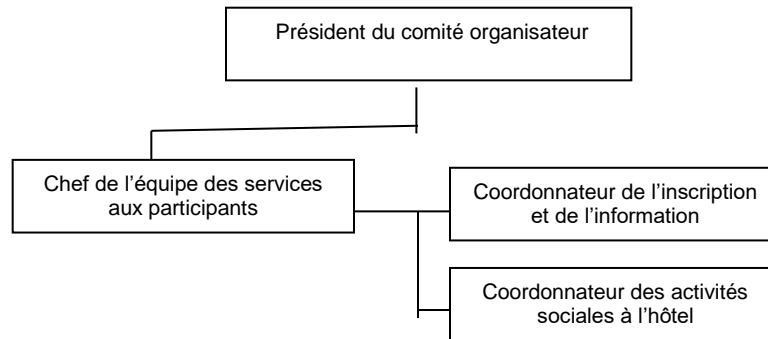 Président du comité organisateur
Chef de l’équipe des services
aux participants
Coordonnateur de l’inscription
et de l’information
Coordonnateur des activités
sociales à l’hôtel